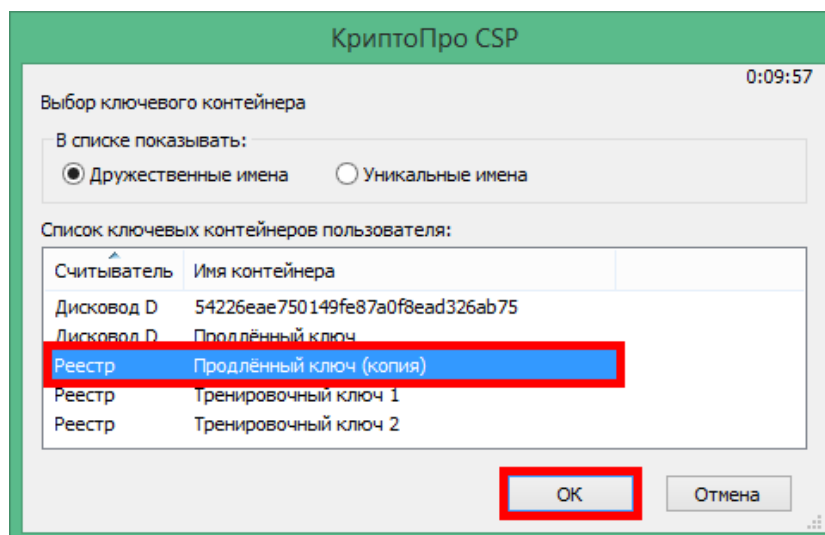 КриптоПро CSP
0:09:57
Выбор ключевого контейнера
В списке показывать:
Дружественные имена Уникальные имена
Список ключевых контейнеров пользователя:
Считыватель Имя контейнера
Дисковод D 54226eae750149fe87a0f8ead326ab75
Дисковод D Продлённый ключ
Реестр Продлённый ключ (копия)
Реестр Тренировочный ключ 1
Реестр Тренировочный ключ 2
ОК Отмена